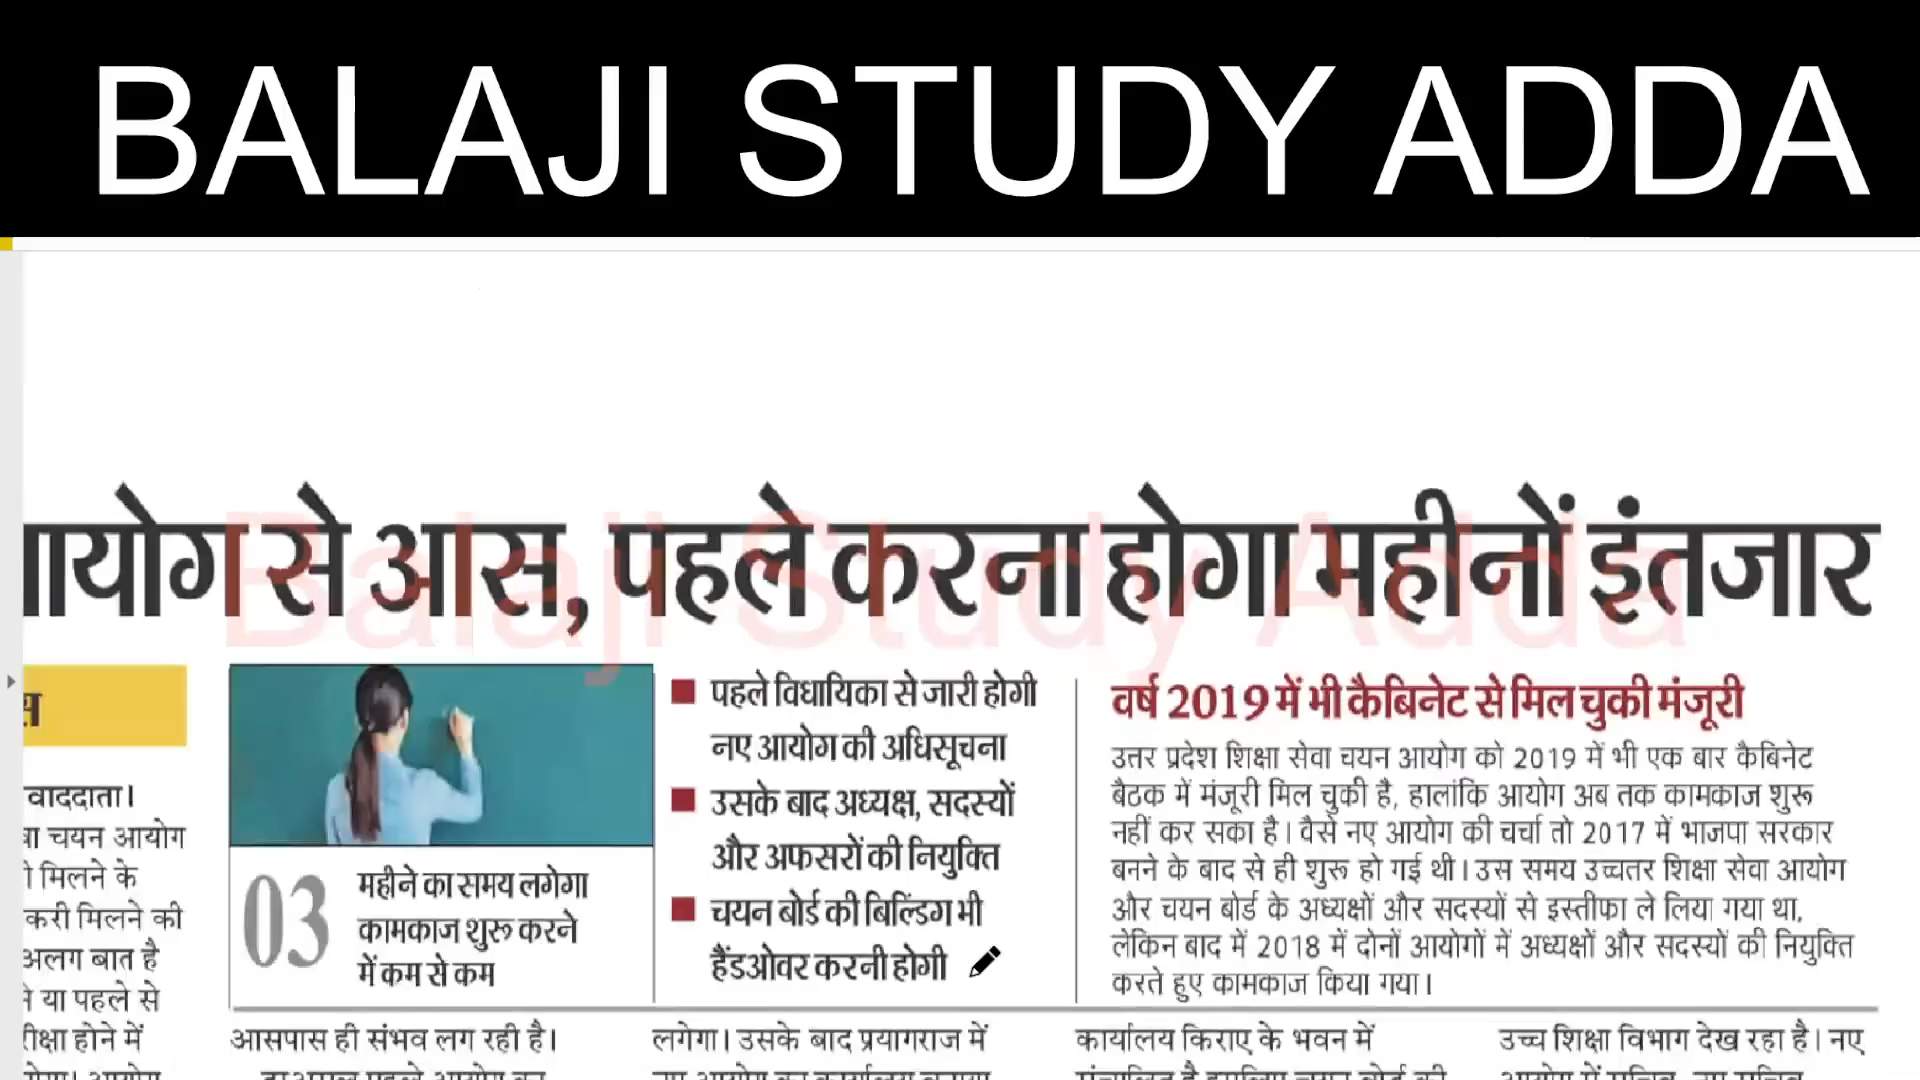 BALAJI STUDY ADDA
ायोग से आस, पहले करना होगा महीनों इंतजार
Balaji Study Adda
स
वाददाता।
वा चयन आयोग
मिलने के
करी मिलने की
अलग बात है
या पहले से
रीक्षा होने में
03
महीने का समय लगेगा
कामकाज शुरू करने
में कम से कम
पहले विधायिका से जारी होगी
नए आयोग की अधिसूचना
उसके बाद अध्यक्ष, सदस्यों
और अफसरों की नियुक्ति
चयन बोर्ड की बिल्डिंग भी
हैंडओवर करनी होगी
वर्ष 2019 में भी कैबिनेट से मिल चुकी मंजूरी
उत्तर प्रदेश शिक्षा सेवा चयन आयोग को 2019 में भी एक बार कैबिनेट
बैठक में मंजूरी मिल चुकी है, हालांकि आयोग अब तक कामकाज शुरू
नहीं कर सका है। वैसे नए आयोग की चर्चा तो 2017 में भाजपा सरकार
बनने के बाद से ही शुरू हो गई थी। उस समय उच्चतर शिक्षा सेवा आयोग
और चयन बोर्ड के अध्यक्षों और सदस्यों से इस्तीफा ले लिया गया था,
लेकिन बाद में 2018 में दोनों आयोगों में अध्यक्षों और सदस्यों की नियुक्ति
करते हुए कामकाज किया गया।
आसपास ही संभव लग रही है।
लगेगा। उसके बाद प्रयागराज में
कार्यालय किराए के भवन में
उच्च शिक्षा विभाग देख रहा है। नए